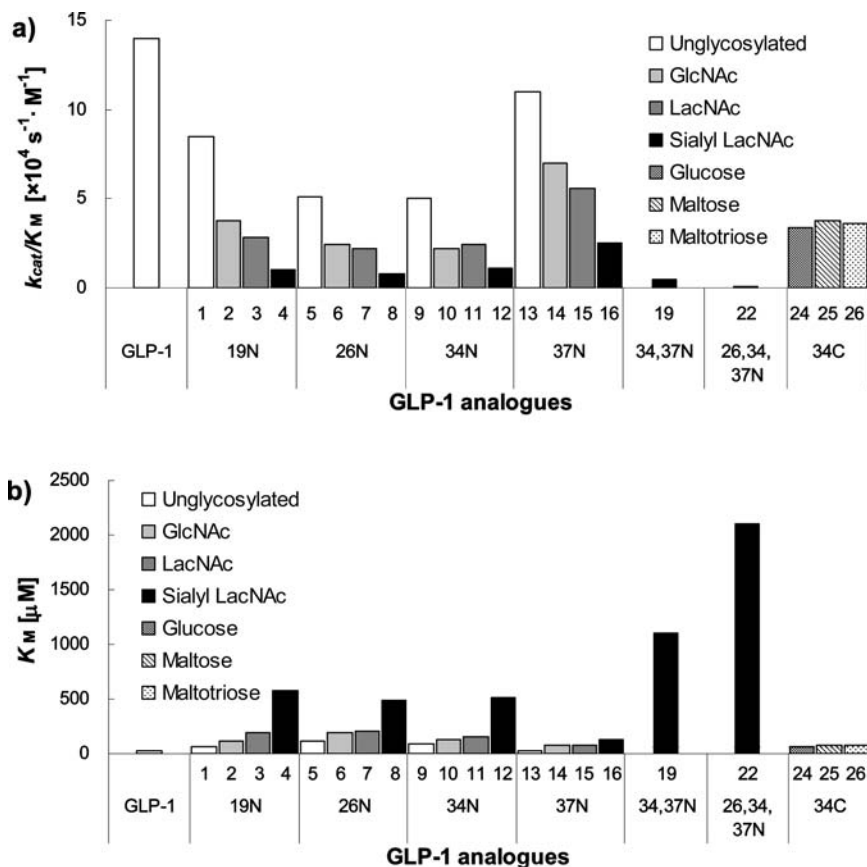 a)
k_cat/K_M [×10⁴ s⁻¹· M⁻¹]
15
10
5
0
Unglycosylated
GlcNAc
LacNAc
Sialyl LacNAc
Glucose
Maltose
Maltotriose
1 2 3 4 5 6 7 8 9 10 11 12 13 14 15 16 19 22 24 25 26
GLP-1 19N 26N 34N 37N 34,37N 26,34, 34C
37N
GLP-1 analogues
b)
K_M [μM]
2500
2000
1500
1000
500
0
Unglycosylated
GlcNAc
LacNAc
Sialyl LacNAc
Glucose
Maltose
Maltotriose
1 2 3 4 5 6 7 8 9 10 11 12 13 14 15 16 19 22 24 25 26
GLP-1 19N 26N 34N 37N 34,37N 26,34, 34C
37N
GLP-1 analogues